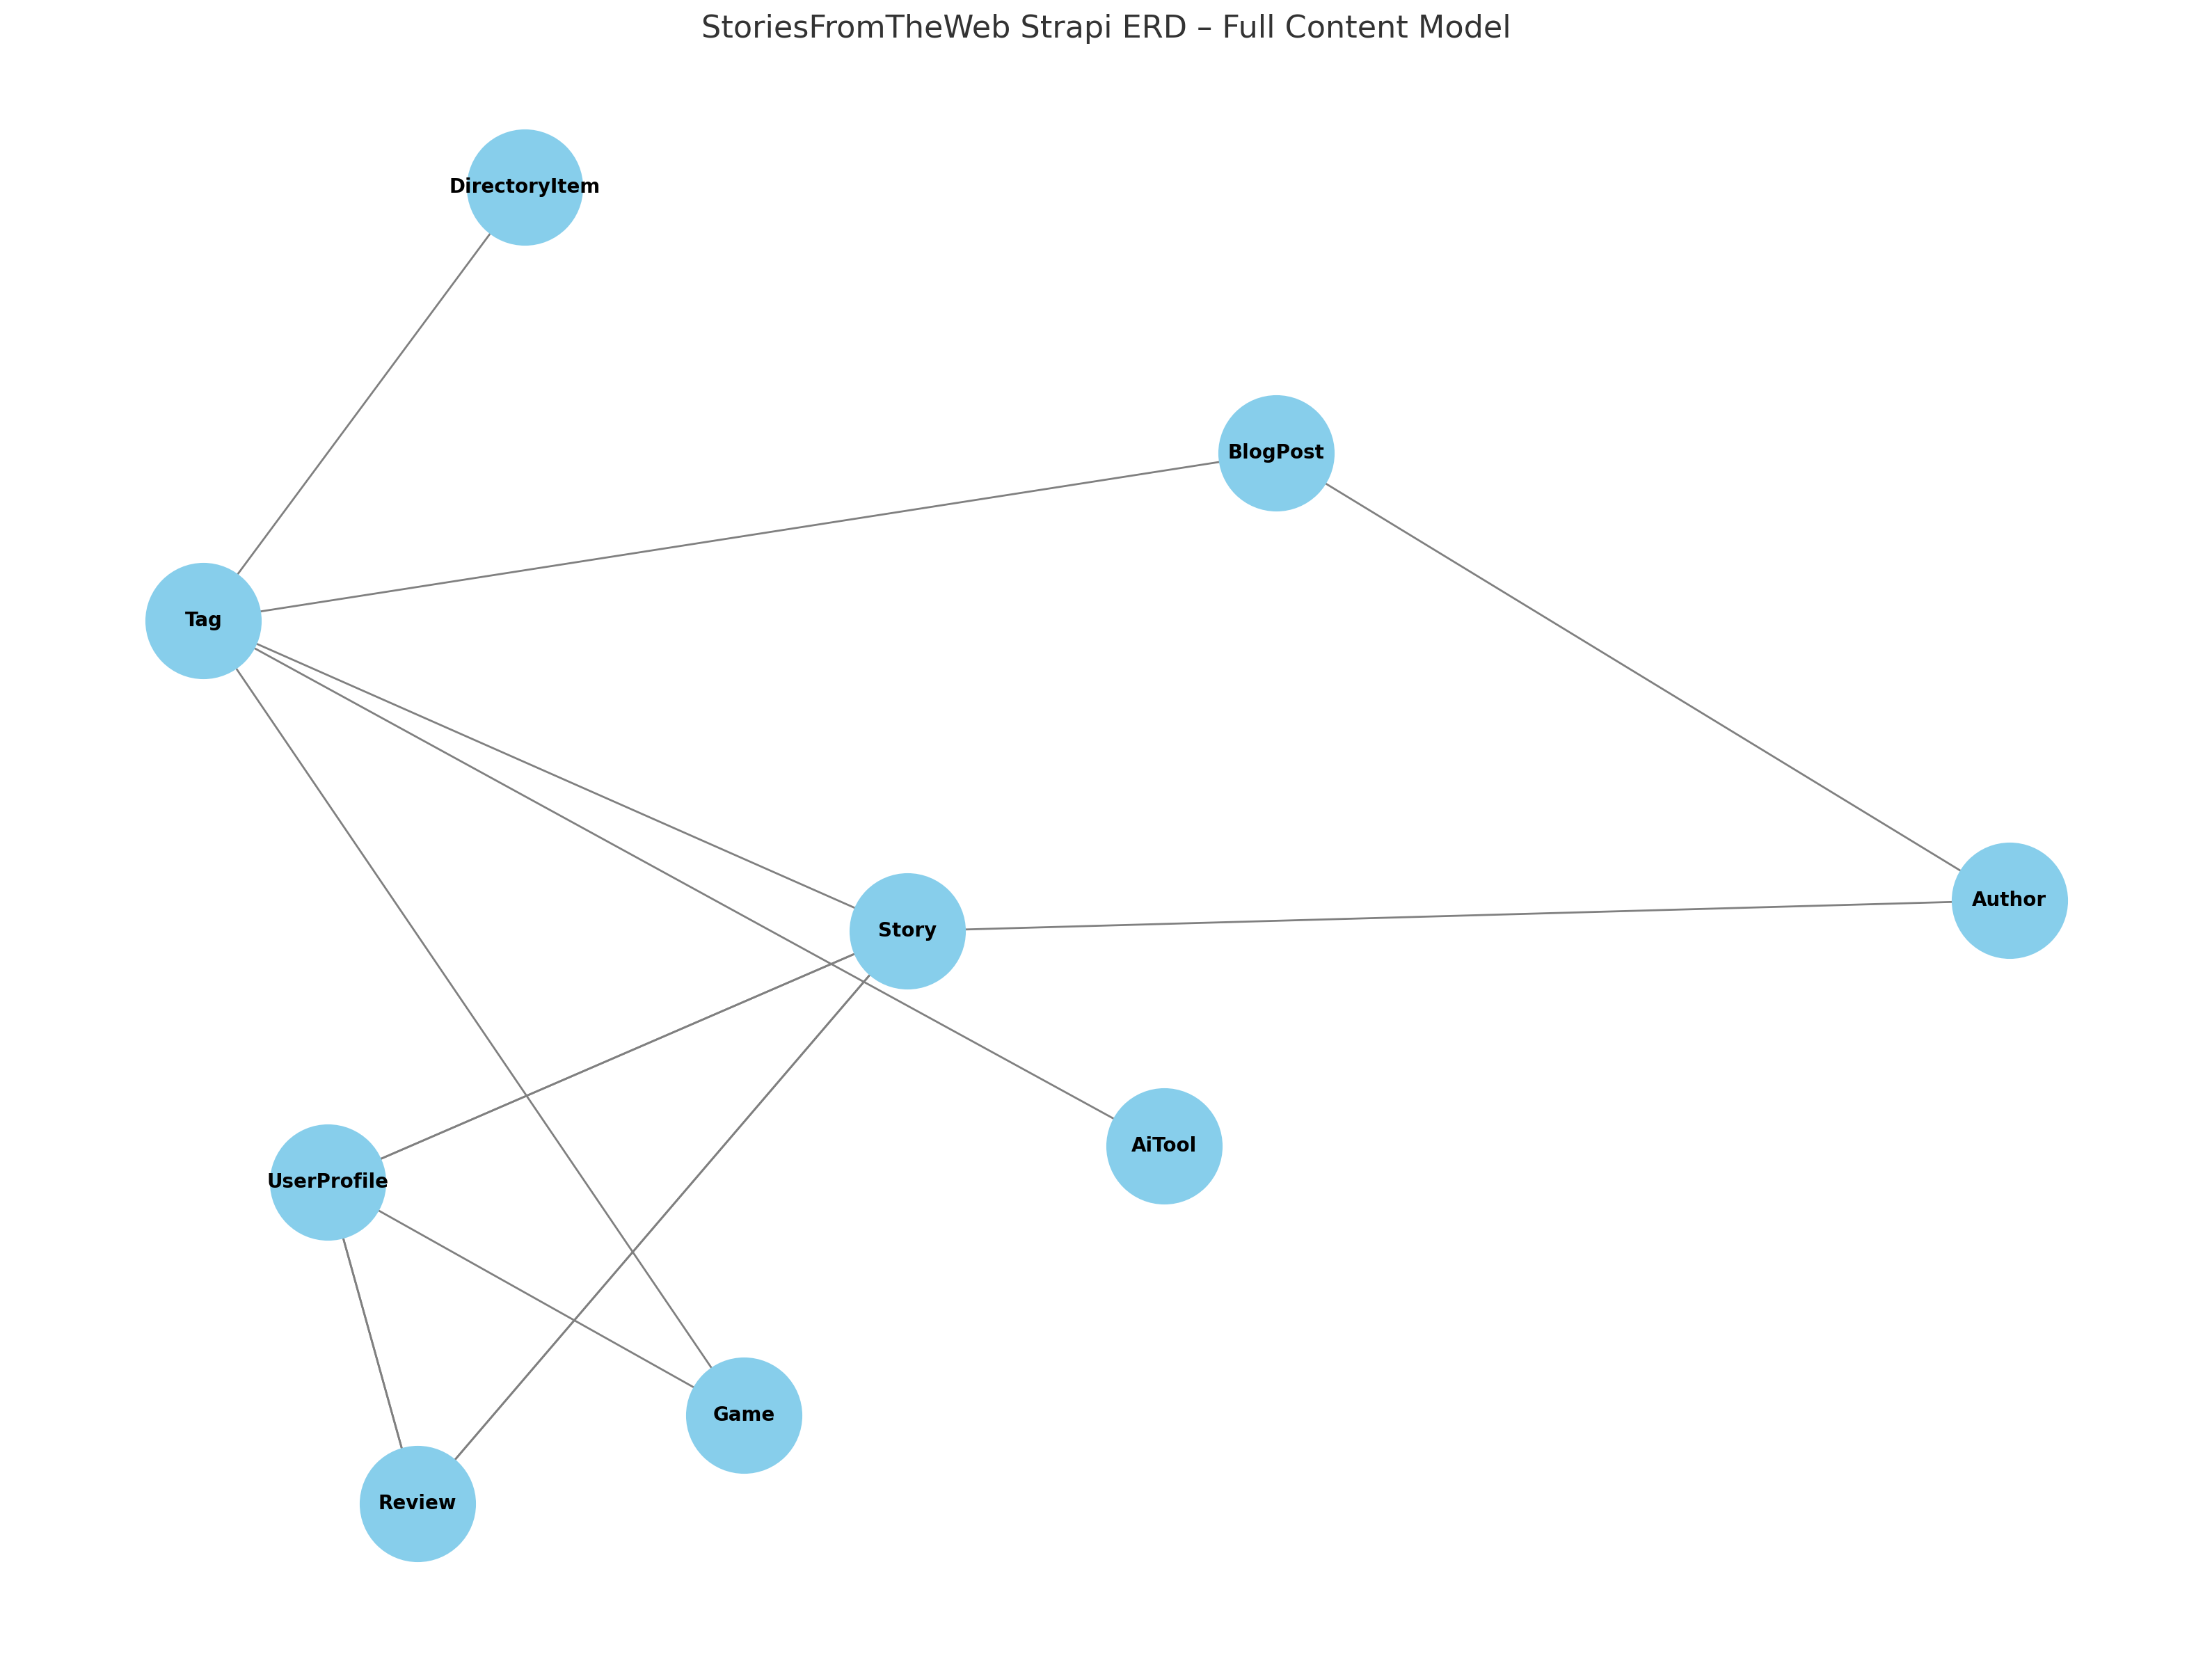 StoriesFromTheWeb Strapi ERD – Full Content Model
DirectoryItem
BlogPost
Tag
Author
Story
AiTool
UserProfile
Game
Review